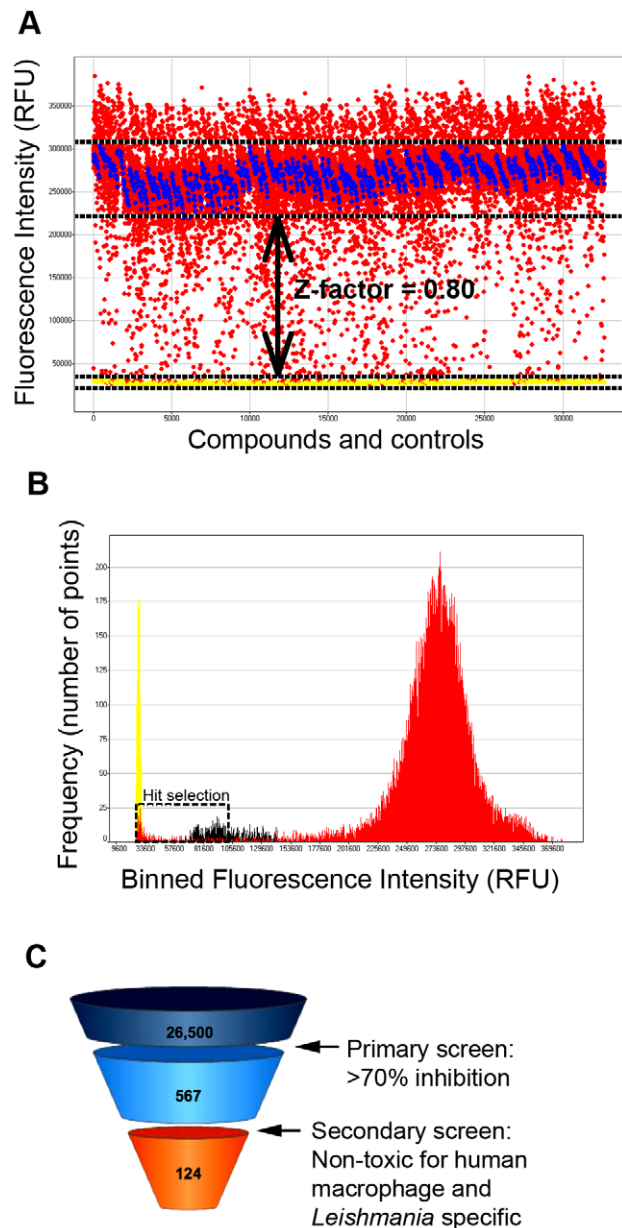 A
Fluorescence Intensity (RFU)
350000
300000
250000
200000
150000
100000
50000
Z-factor = 0.80
0
5000
10000
15000
20000
25000
30000
Compounds and controls
B
Frequency (number of points)
200
175
150
125
100
75
50
25
0
Hit selection
9600
33600
57600
81600
105600
129600
153600
177600
201600
225600
249600
273600
297600
321600
345600
369600
Binned Fluorescence Intensity (RFU)
C
26,500
Primary screen:
>70% inhibition
567
Secondary screen:
Non-toxic for human
macrophage and
Leishmania specific
124